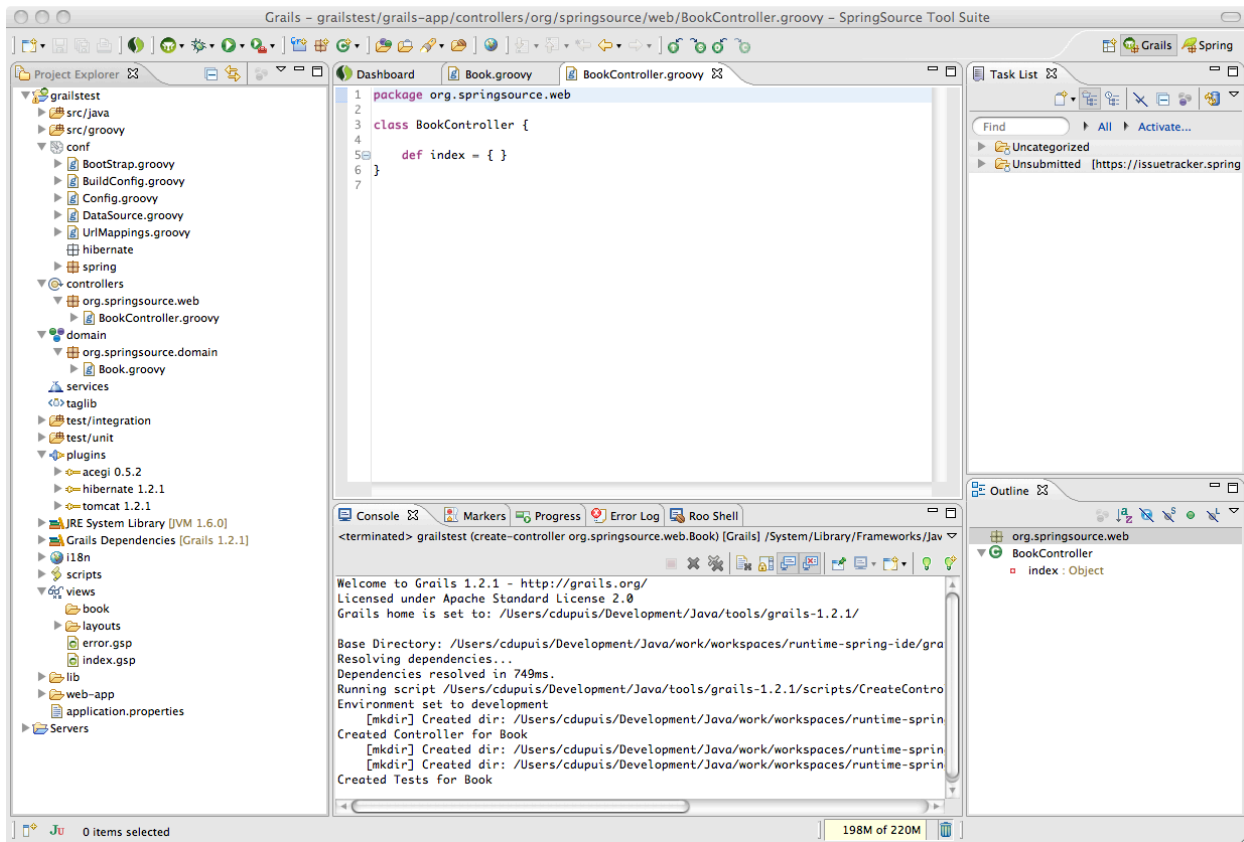 Grails – grailstest/grails-app/controllers/org/springsource/web/BookController.groovy – SpringSource Tool Suite
Grails
Spring
Project Explorer
grailstest
src/java
src/groovy
conf
BootStrap.groovy
BuildConfig.groovy
Config.groovy
DataSource.groovy
UrlMappings.groovy
hibernate
spring
controllers
org.springsource.web
BookController.groovy
domain
org.springsource.domain
Book.groovy
services
taglib
test/integration
test/unit
plugins
acegi 0.5.2
hibernate 1.2.1
tomcat 1.2.1
JRE System Library [JVM 1.6.0]
Grails Dependencies [Grails 1.2.1]
i18n
scripts
views
book
layouts
error.gsp
index.gsp
lib
web-app
application.properties
Servers
Dashboard
Book.groovy
BookController.groovy
1 package org.springsource.web
2
3 class BookController {
4
5 def index = { }
6 }
7
Console
Markers
Progress
Error Log
Roo Shell
<terminated> grailstest (create-controller org.springsource.web.Book) [Grails] /System/Library/Frameworks/Jav
Welcome to Grails 1.2.1 - http://grails.org/
Licensed under Apache Standard License 2.0
Grails home is set to: /Users/cdupuis/Development/Java/tools/grails-1.2.1/
Base Directory: /Users/cdupuis/Development/Java/work/workspaces/runtime-spring-ide/gra
Resolving dependencies...
Dependencies resolved in 749ms.
Running script /Users/cdupuis/Development/Java/tools/grails-1.2.1/scripts/CreateContro
Environment set to development
[mkdir] Created dir: /Users/cdupuis/Development/Java/work/workspaces/runtime-sprin
Created Controller for Book
[mkdir] Created dir: /Users/cdupuis/Development/Java/work/workspaces/runtime-sprin
[mkdir] Created dir: /Users/cdupuis/Development/Java/work/workspaces/runtime-sprin
Created Tests for Book
Task List
Find
All
Activate...
Uncategorized
Unsubmitted [https://issuetracker.spring
Outline
org.springsource.web
BookController
index : Object
Ju
0 items selected
198M of 220M